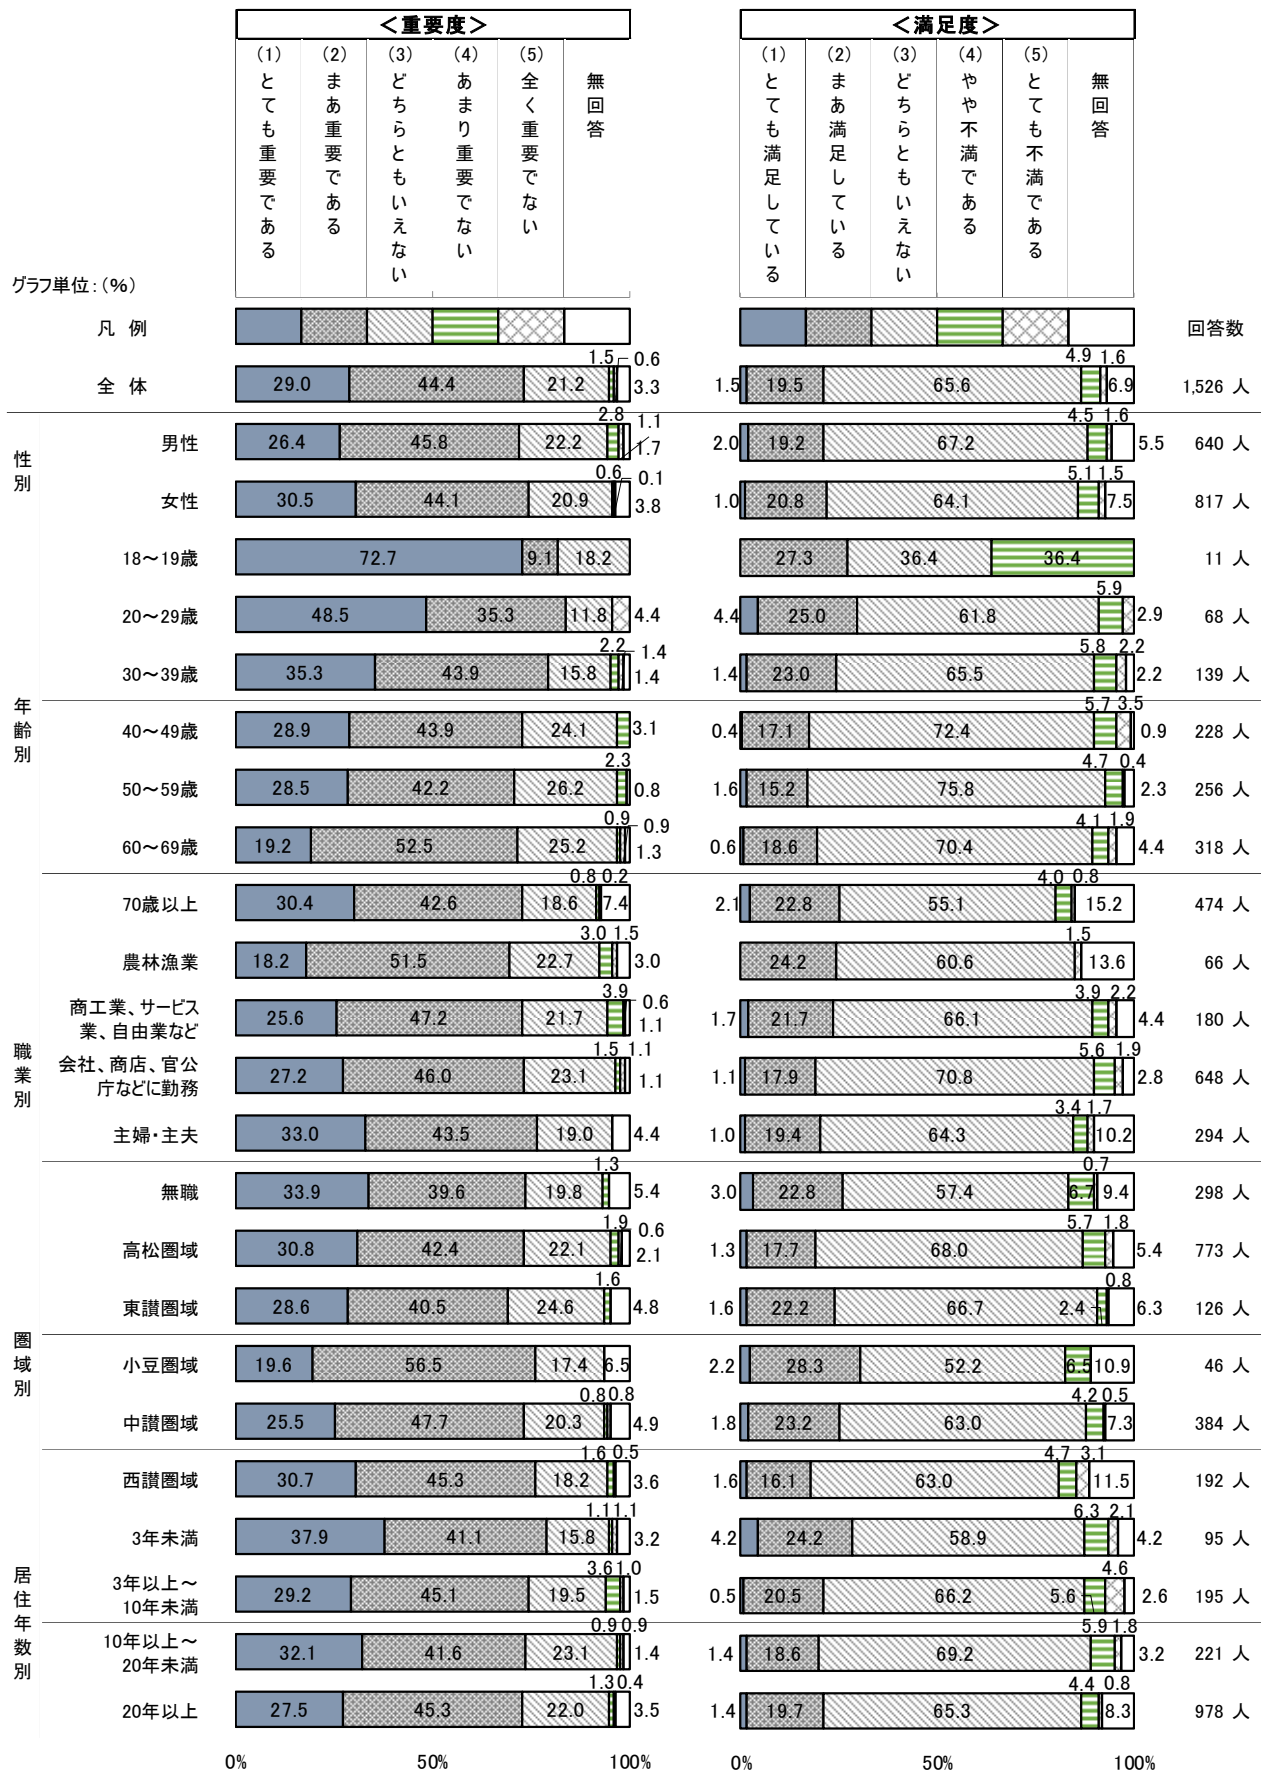 ＜重要度＞ ＜満足度＞
(1)とても重要である (2)まあ重要である (3)どちらともいえない (4)あまり重要でない (5)全く重要でない 無回答 (1)とても満足している (2)まあ満足している (3)どちらともいえない (4)やや不満である (5)とても不満である 無回答
グラフ単位：(%)
凡 例 回答数
全 体 29.0 44.4 21.2 1.5 0.6 3.3 1.5 19.5 65.6 4.9 1.6 6.9 1,526 人
性別
男性 26.4 45.8 22.2 2.8 1.1 1.7 2.0 19.2 67.2 4.5 1.6 5.5 640 人
女性 30.5 44.1 20.9 0.6 0.1 3.8 1.0 20.8 64.1 5.1 1.5 7.5 817 人
18～19歳 72.7 9.1 18.2 27.3 36.4 36.4 11 人
20～29歳 48.5 35.3 11.8 4.4 4.4 25.0 61.8 5.9 2.9 68 人
30～39歳 35.3 43.9 15.8 2.2 1.4 1.4 1.4 23.0 65.5 5.8 2.2 2.2 139 人
年齢別
40～49歳 28.9 43.9 24.1 3.1 0.4 17.1 72.4 5.7 3.5 0.9 228 人
50～59歳 28.5 42.2 26.2 2.3 0.8 1.6 15.2 75.8 4.7 0.4 2.3 256 人
60～69歳 19.2 52.5 25.2 0.9 0.9 1.3 0.6 18.6 70.4 4.1 1.9 4.4 318 人
70歳以上 30.4 42.6 18.6 0.8 0.2 7.4 2.1 22.8 55.1 4.0 0.8 15.2 474 人
農林漁業 18.2 51.5 22.7 3.0 1.5 3.0 24.2 60.6 1.5 13.6 66 人
商工業、サービス
業、自由業など 25.6 47.2 21.7 3.9 0.6 1.1 1.7 21.7 66.1 3.9 2.2 4.4 180 人
職業別
会社、商店、官公
庁などに勤務 27.2 46.0 23.1 1.5 1.1 1.1 1.1 17.9 70.8 5.6 1.9 2.8 648 人
主婦・主夫 33.0 43.5 19.0 4.4 1.0 19.4 64.3 3.4 1.7 10.2 294 人
無職 33.9 39.6 19.8 1.3 5.4 3.0 22.8 57.4 6.7 0.7 9.4 298 人
高松圏域 30.8 42.4 22.1 1.9 0.6 2.1 1.3 17.7 68.0 5.7 1.8 5.4 773 人
東讃圏域 28.6 40.5 24.6 1.6 4.8 1.6 22.2 66.7 2.4 0.8 6.3 126 人
圏域別
小豆圏域 19.6 56.5 17.4 6.5 2.2 28.3 52.2 6.5 10.9 46 人
中讃圏域 25.5 47.7 20.3 0.8 0.8 4.9 1.8 23.2 63.0 4.2 0.5 7.3 384 人
西讃圏域 30.7 45.3 18.2 1.6 0.5 3.6 1.6 16.1 63.0 4.7 3.1 11.5 192 人
3年未満 37.9 41.1 15.8 1.1 1.1 3.2 4.2 24.2 58.9 6.3 2.1 4.2 95 人
居住年数別
3年以上～
10年未満 29.2 45.1 19.5 3.6 1.0 1.5 0.5 20.5 66.2 5.6 4.6 2.6 195 人
10年以上～
20年未満 32.1 41.6 23.1 0.9 0.9 1.4 1.4 18.6 69.2 5.9 1.8 3.2 221 人
20年以上 27.5 45.3 22.0 1.3 0.4 3.5 1.4 19.7 65.3 4.4 0.8 8.3 978 人
0% 50% 100% 0% 50% 100%